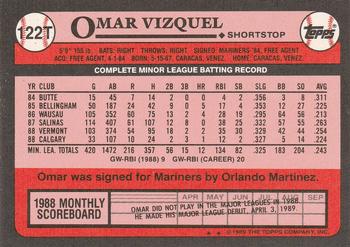 122T
OMAR VIZQUEL
SHORTSTOP
Topps
5'9" 155 lb BATS: RIGHT THROWS: RIGHT SIGNED: MARINERS '84, FREE AGENT
ACQ: FREE AGENT, 4-1-84 BORN: 5-15-67, CARACAS, VENEZ. HOME: CARACAS, VENEZ.
COMPLETE MINOR LEAGUE BATTING RECORD
YR CLUB G AB R H 2B 3B HR RBI SB SLG BB SO AVG
84 BUTTE 15 45 7 14 2 0 0 4 2 .356 3 8 .311
85 BELLINGHAM 50 187 24 42 9 0 5 17 4 .353 12 27 .225
86 WAUSAU 105 352 60 75 13 2 4 28 19 .295 64 56 .213
87 SALINAS 114 407 61 107 12 8 0 38 25 .331 57 55 .263
88 VERMONT 103 374 54 95 18 2 2 35 30 .329 42 44 .254
88 CALGARY 33 107 10 24 2 3 1 12 2 .327 5 14 .224
MIN. LEA. TOTALS 420 1472 216 357 56 15 12 134 82 .325 183 204 .243
GW-RBI (1988) 9 GW-RBI (CAREER) 20
Omar was signed for Mariners by Orlando Martinez.
1988 MONTHLY SCOREBOARD
APR MAY JUN JUL AUG SEP
OMAR DID NOT PLAY IN THE MAJOR LEAGUES IN 1988.
HE MADE HIS MAJOR LEAGUE DEBUT, APRIL 3, 1989.
© 1989 THE TOPPS COMPANY, INC.